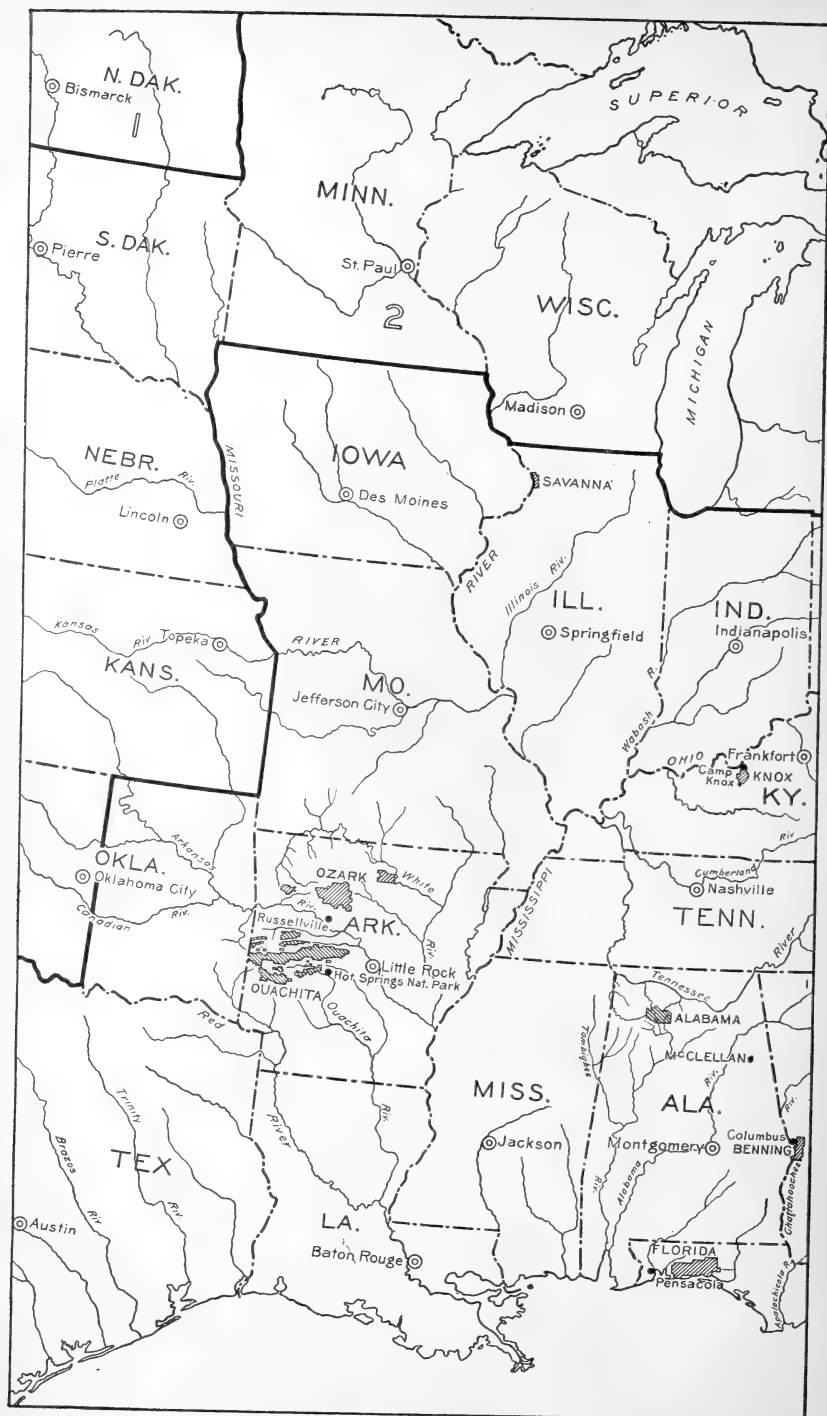 N. DAK.
Bismarck
1
SUPERIOR
MINN.
S. DAK.
Pierre
St. Paul
2
WISC.
MICHIGAN
Madison
NEBR.
Platte Riv.
MISSOURI
IOWA
SAVANNA
Des Moines
Lincoln
RIVER
Illinois Riv.
ILL.
IND.
Indianapolis
Springfield
Kansas Riv
Topeka
RIVER
KANS.
MO.
Jefferson City
Wabash R.
OHIO
Frankfort
Camp Knox
KNOX
KY.
Riv
OKLA.
Oklahoma City
Arkansas
Riv.
OZARK
White
Riv.
MISSISSIPPI
Cumberland
Nashville
Canadian Riv.
Russellville
ARK.
TENN.
River
Little Rock
Hot Springs Nat. Park
OUACHITA
Ouachita
Riv.
Tennessee
ALABAMA
Red
River
Tombigbee
Riv.
McCLELLAN
Riv.
MISS.
ALA.
Riv.
Trinity
Riv
TEX
Brazos
Riv
Jackson
Montgomery
Columbus
BENNING
Alabama
Chattahoochee
Austin
LA.
Baton Rouge
FLORIDA
Pensacola
Apalachicola R.